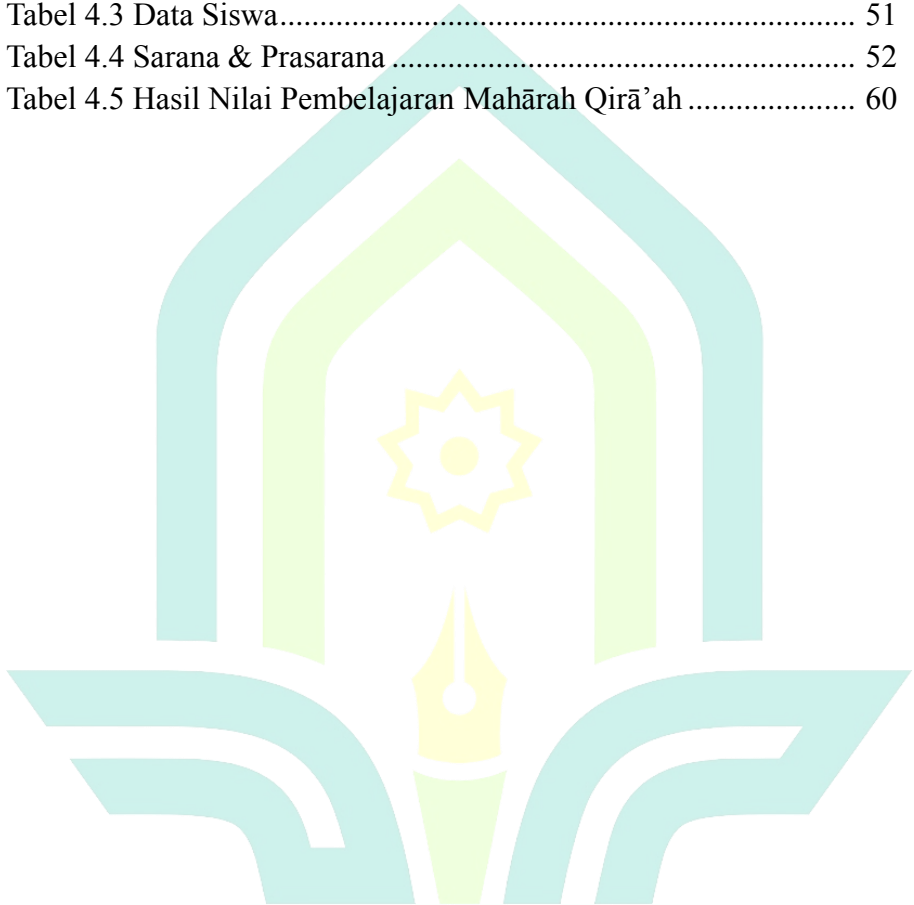 Tabel 4.3 Data Siswa........................................................................ 51
Tabel 4.4 Sarana & Prasarana .......................................................... 52
Tabel 4.5 Hasil Nilai Pembelajaran Mahārah Qirā’ah ..................... 60